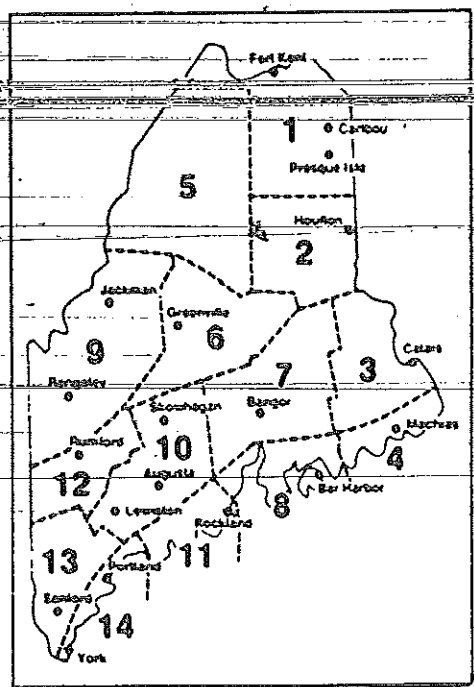 Fort Kent
1
Caribou
Presque Isle
5
Houlton
2
Jackman
Greenville
6
9
7
3
Calais
Rangeley
Skowhegan
Bangor
Machias
10
4
Rumford
12
Augusta
8
Bar Harbor
Lewiston
Rockland
13
11
Portland
Sanford
14
York